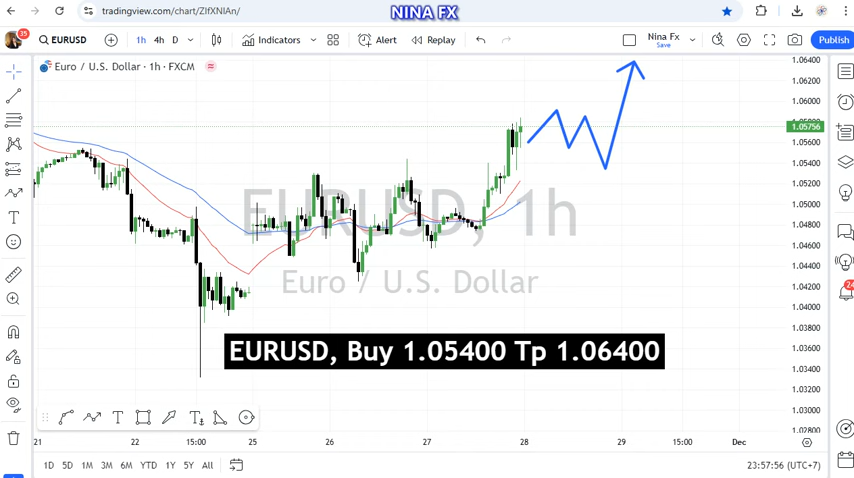 tradingview.com/chart/ZIfXNIAn/
NINA FX
35
EURUSD
1h 4h D
Indicators
Alert
Replay
Nina Fx
Save
Publish
Euro / U.S. Dollar · 1h · FXCM
1.06400
1.06200
1.06000
1.05756
1.05600
1.05400
1.05200
1.05000
1.04800
1.04600
1.04400
1.04200
1.04000
1.03800
1.03600
1.03400
1.03200
1.03000
1.02800
EURUSD, 1h
Euro / U.S. Dollar
EURUSD, Buy 1.05400 Tp 1.06400
21 22 15:00 25 26 27 28 29 15:00 Dec
1D 5D 1M 3M 6M YTD 1Y 5Y All
23:57:56 (UTC+7)